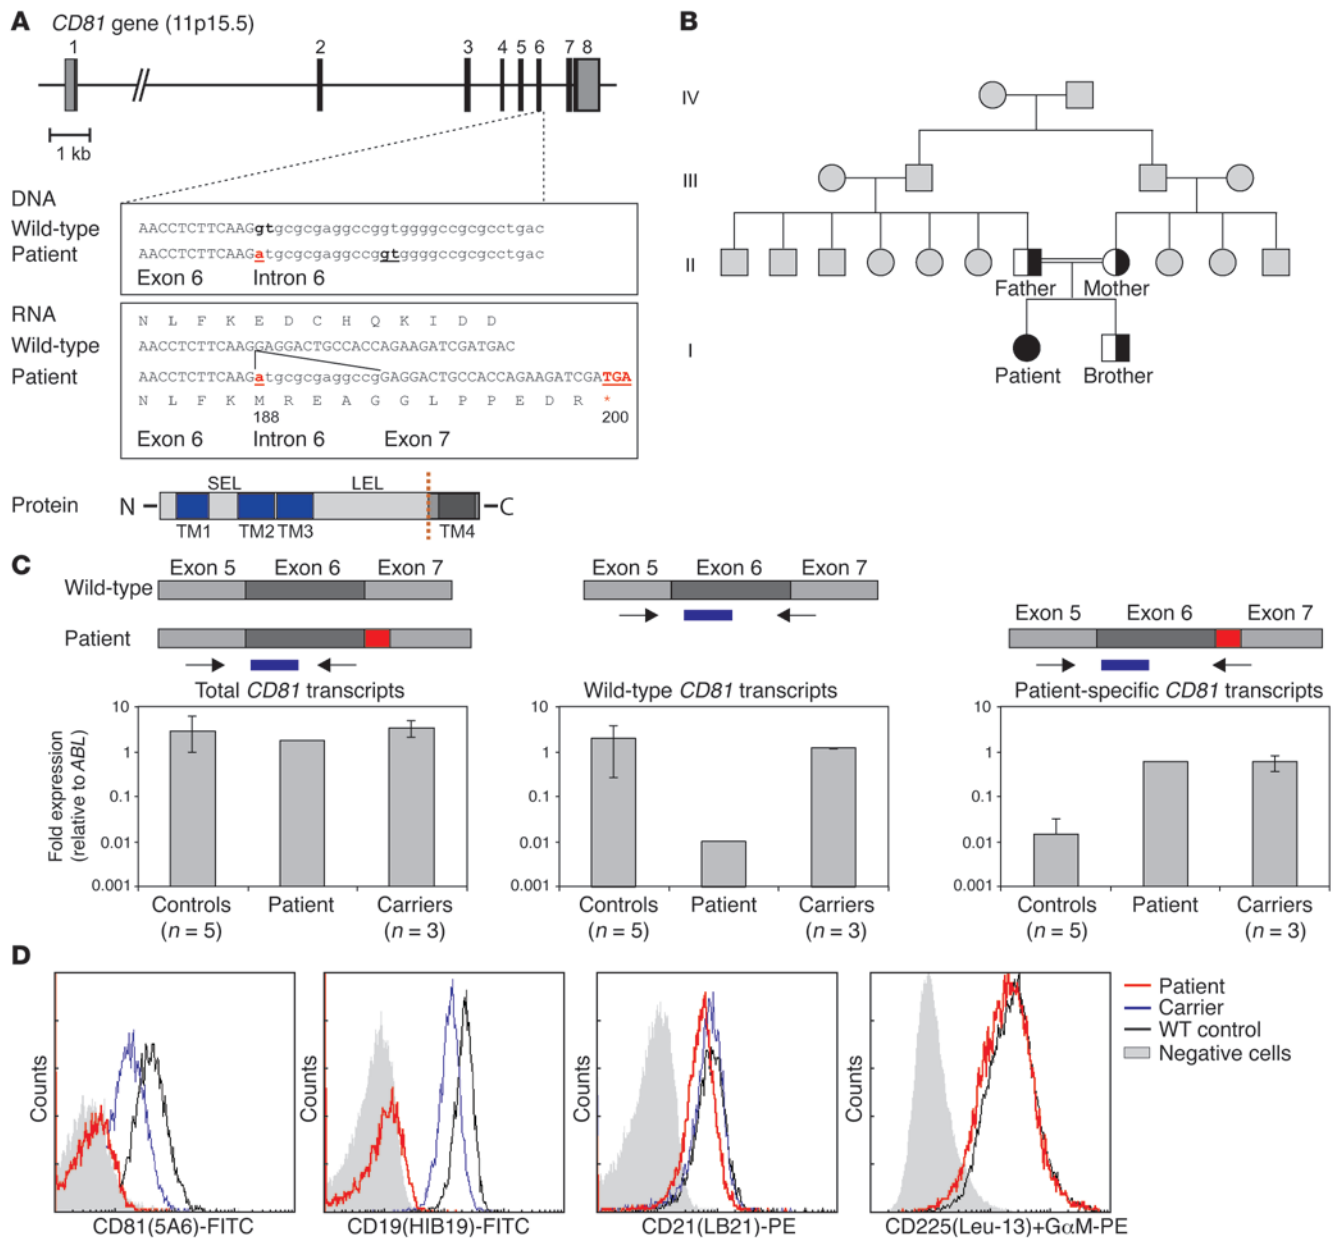 A CD81 gene (11p15.5)
1 2 3 4 5 6 7 8
1 kb
DNA
Wild-type AACCTCTTCAAGgtgcgcgaggccggtggggccgcgcctgac
Patient AACCTCTTCAAGatgcgcgaggccggtggggccgcgcctgac
Exon 6 Intron 6
RNA
N L F K E D C H Q K I D D
Wild-type AACCTCTTCAAGGAGGACTGCCACCAGAAGATCGATGAC
Patient AACCTCTTCAAGatgcgcgaggccgGAGGACTGCCACCAGAAGATCGATGA
N L F K M R E A G G L P P E D R *
188 200
Exon 6 Intron 6 Exon 7
SEL LEL
Protein N C
TM1 TM2 TM3 TM4
B
IV
III
II
Father Mother
I
Patient Brother
C
Exon 5 Exon 6 Exon 7
Wild-type
Patient
Total CD81 transcripts
Fold expression
(relative to ABL)
10
1
0.1
0.01
0.001
Controls Patient Carriers
(n = 5) (n = 3)
Exon 5 Exon 6 Exon 7
Wild-type CD81 transcripts
10
1
0.1
0.01
0.001
Controls Patient Carriers
(n = 5) (n = 3)
Exon 5 Exon 6 Exon 7
Patient-specific CD81 transcripts
10
1
0.1
0.01
0.001
Controls Patient Carriers
(n = 5) (n = 3)
D
Counts
CD81(5A6)-FITC
Counts
CD19(HIB19)-FITC
Counts
CD21(LB21)-PE
Counts
CD225(Leu-13)+GαM-PE
Patient
Carrier
WT control
Negative cells